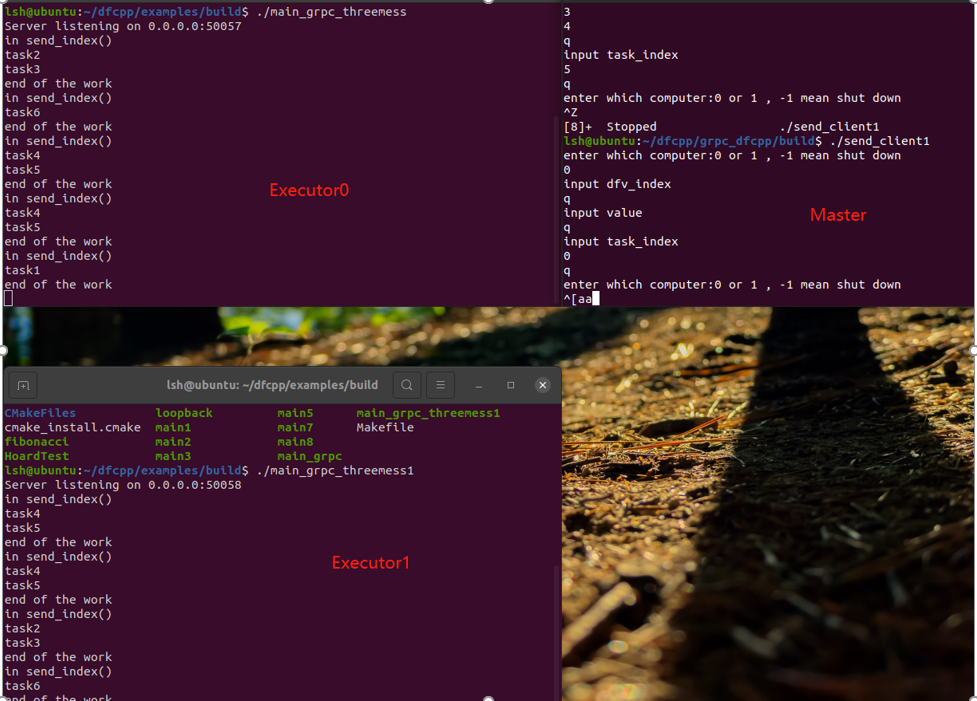 lsh@ubuntu:~/dfcpp/examples/build$ ./main_grpc_threemess
Server listening on 0.0.0.0:50057
in send_index()
task2
task3
end of the work
in send_index()
task6
end of the work
in send_index()
task4
task5
end of the work
in send_index()
task4
task5
end of the work
in send_index()
task1
end of the work
Executor0
3
4
q
input task_index
5
q
enter which computer:0 or 1 , -1 mean shut down
^Z
[8]+  Stopped                 ./send_client1
lsh@ubuntu:~/dfcpp/grpc_dfcpp/build$ ./send_client1
enter which computer:0 or 1 , -1 mean shut down
0
input dfv_index
q
input value
q
input task_index
0
q
enter which computer:0 or 1 , -1 mean shut down
^[aa
Master
lsh@ubuntu: ~/dfcpp/examples/build
CMakeFiles           loopback         main5      main_grpc_threemess1
cmake_install.cmake  main1            main7      Makefile
fibonacci            main2            main8
HoardTest            main3            main_grpc
lsh@ubuntu:~/dfcpp/examples/build$ ./main_grpc_threemess1
Server listening on 0.0.0.0:50058
in send_index()
task4
task5
end of the work
in send_index()
task4
task5
end of the work
in send_index()
task2
task3
end of the work
in send_index()
task6
end of the work
Executor1